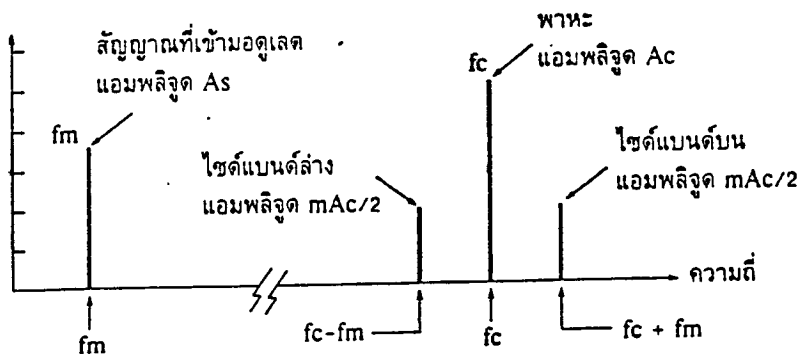 สัญญาณที่เข้ามอดูเลต
แอมพลิจูด As
fm
พาหะ
แอมพลิจูด Ac
fc
ไซด์แบนด์ล่าง
แอมพลิจูด mAc/2
ไซด์แบนด์บน
แอมพลิจูด mAc/2
ความถี่
fm
fc-fm
fc
fc + fm